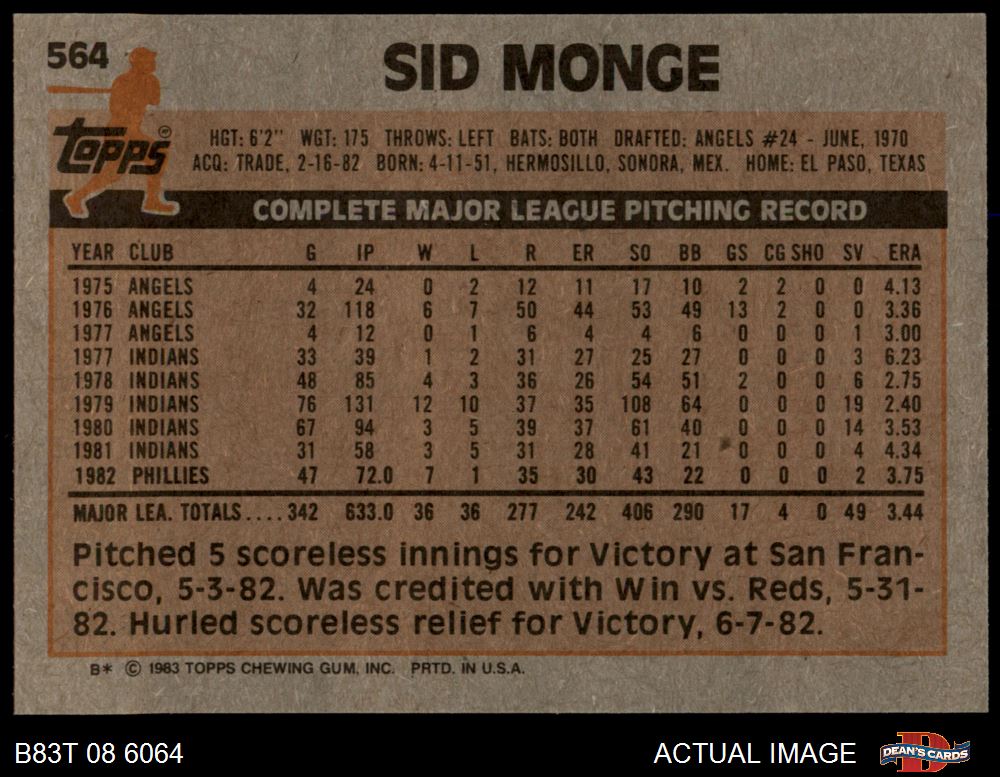 564
SID MONGE
Topps ®
HGT: 6'2" WGT: 175 THROWS: LEFT BATS: BOTH DRAFTED: ANGELS #24 - JUNE, 1970
ACQ: TRADE, 2-16-82 BORN: 4-11-51, HERMOSILLO, SONORA, MEX. HOME: EL PASO, TEXAS
COMPLETE MAJOR LEAGUE PITCHING RECORD
YEAR CLUB G IP W L R ER SO BB GS CG SHO SV ERA
1975 ANGELS 4 24 0 2 12 11 17 10 2 2 0 0 4.13
1976 ANGELS 32 118 6 7 50 44 53 49 13 2 0 0 3.36
1977 ANGELS 4 12 0 1 6 4 4 6 0 0 0 1 3.00
1977 INDIANS 33 39 1 2 31 27 25 27 0 0 0 3 6.23
1978 INDIANS 48 85 4 3 36 26 54 51 2 0 0 6 2.75
1979 INDIANS 76 131 12 10 37 35 108 64 0 0 0 19 2.40
1980 INDIANS 67 94 3 5 39 37 61 40 0 0 0 14 3.53
1981 INDIANS 31 58 3 5 31 28 41 21 0 0 0 4 4.34
1982 PHILLIES 47 72.0 7 1 35 30 43 22 0 0 0 2 3.75
MAJOR LEA. TOTALS.... 342 633.0 36 36 277 242 406 290 17 4 0 49 3.44
Pitched 5 scoreless innings for Victory at San Fran-
cisco, 5-3-82. Was credited with Win vs. Reds, 5-31-
82. Hurled scoreless relief for Victory, 6-7-82.
B* © 1983 TOPPS CHEWING GUM, INC. PRTD. IN U.S.A.
B83T 08 6064 ACTUAL IMAGE DEAN'S CARDS